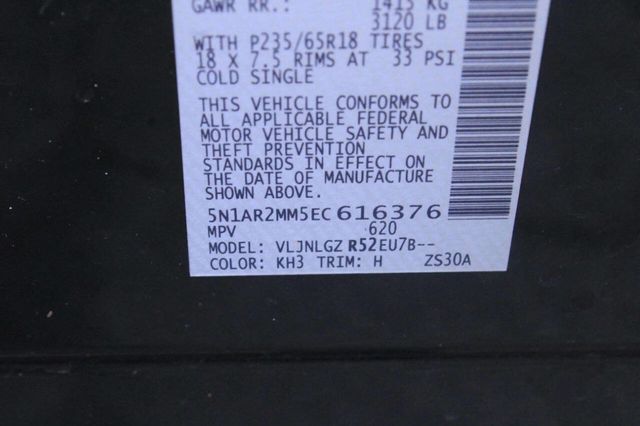 GAWR RR.: 1415 KG
3120 LB
WITH P235/65R18 TIRES
18 X 7.5 RIMS AT 33 PSI
COLD SINGLE
THIS VEHICLE CONFORMS TO
ALL APPLICABLE FEDERAL
MOTOR VEHICLE SAFETY AND
THEFT PREVENTION
STANDARDS IN EFFECT ON
THE DATE OF MANUFACTURE
SHOWN ABOVE.
5N1AR2MM5EC616376
MPV 620
MODEL: VLJNLGZ R52EU7B--
COLOR: KH3 TRIM: H ZS30A